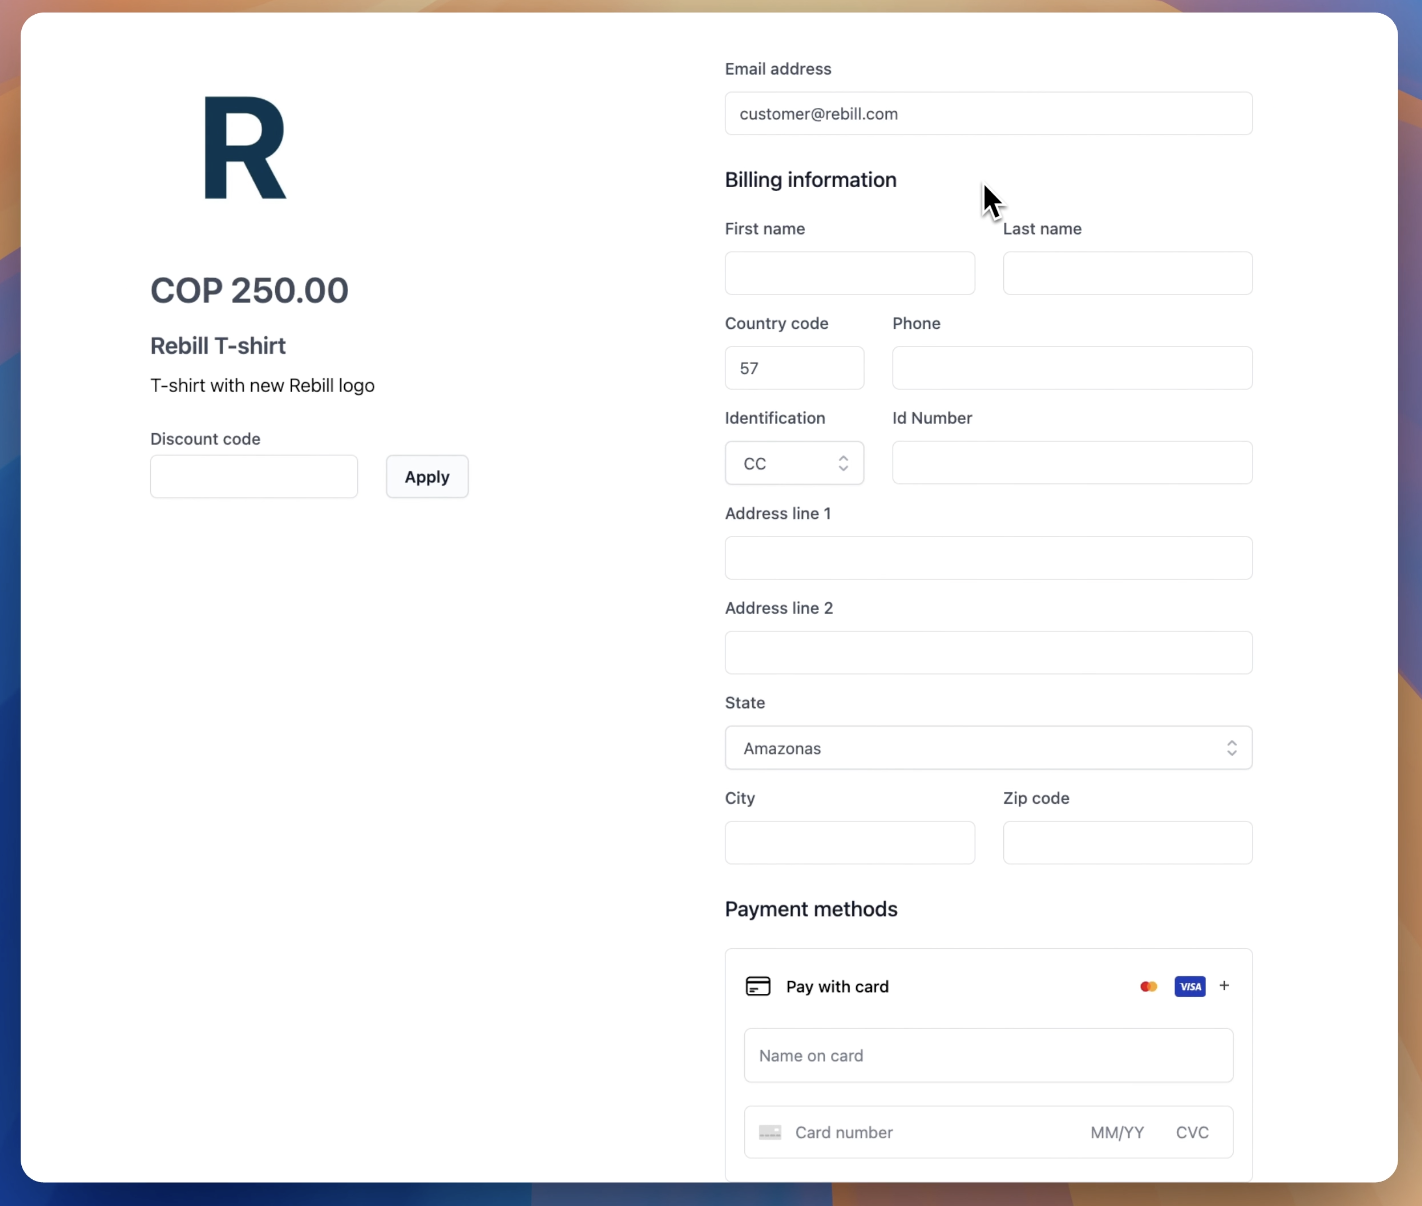 R
COP 250.00
Rebill T-shirt
T-shirt with new Rebill logo
Discount code
Apply
Email address
customer@rebill.com
Billing information
First name
Last name
Country code
Phone
57
Identification
Id Number
CC
Address line 1
Address line 2
State
Amazonas
City
Zip code
Payment methods
Pay with card
VISA
+
Name on card
Card number
MM/YY
CVC